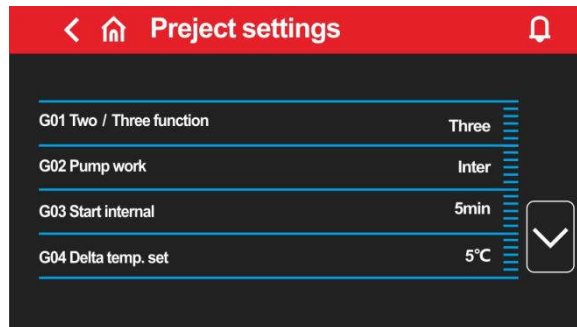 Preject settings
G01 Two / Three function Three
G02 Pump work Inter
G03 Start internal 5min
G04 Delta temp. set 5℃